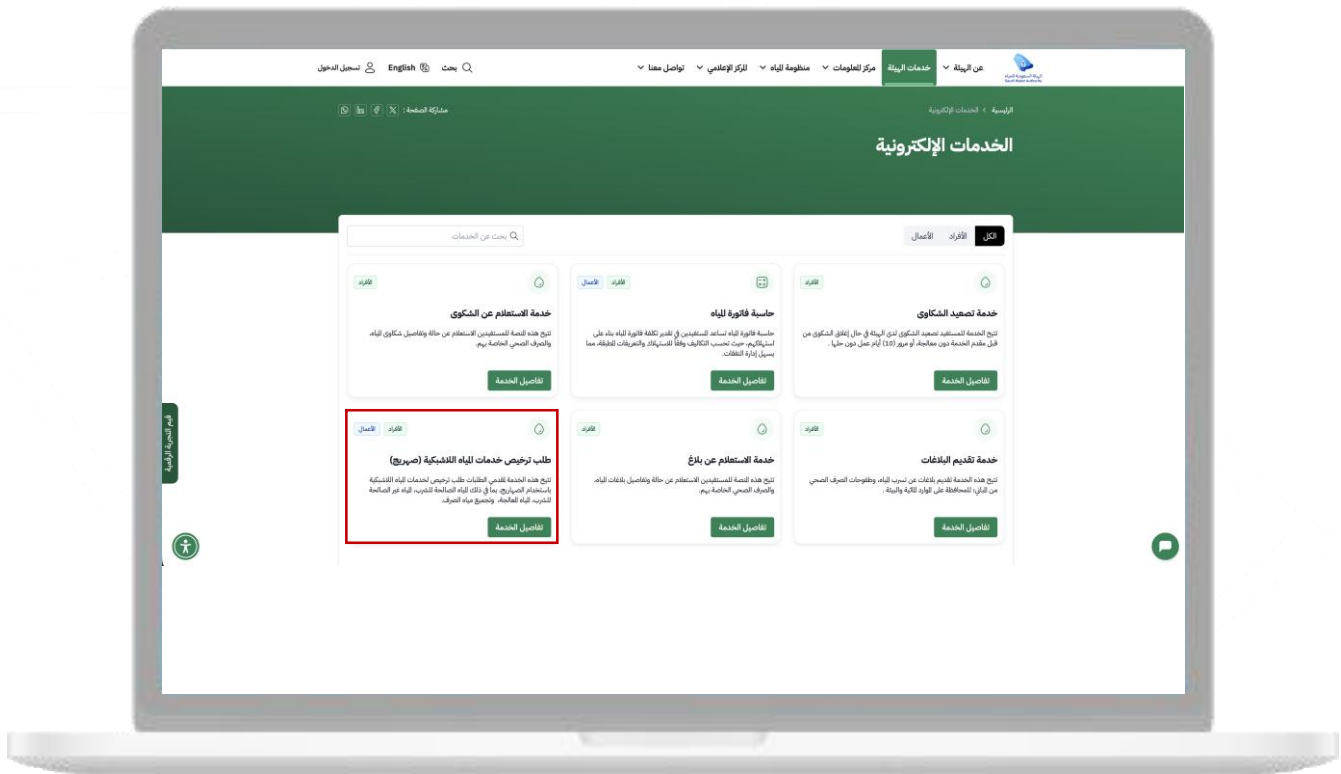 الهيئة السعودية للمياه
Saudi Water Authority
عن الهيئة
خدمات الهيئة
مركز المعلومات
منظومة المياه
المركز الإعلامي
تواصل معنا
بحث
English
تسجيل الدخول
الرئيسية > الخدمات الإلكترونية
مشاركة الصفحة :
الخدمات الإلكترونية
الكل
الأفراد
الأعمال
بحث عن الخدمات
الأفراد
خدمة تصعيد الشكاوى
تتيح الخدمة للمستفيد تصعيد الشكوى لدى الهيئة في حال إغلاق الشكوى من
قبل مقدم الخدمة دون معالجة، أو مرور (10) أيام عمل دون حلها .
تفاصيل الخدمة
الأفراد
الأعمال
حاسبة فاتورة المياه
حاسبة فاتورة المياه تساعد المستفيدين في تقدير تكلفة فاتورة المياه بناء على
استهلاكهم، حيث تحسب التكاليف وفقًا للاستهلاك والتعريفات المطبقة، مما
يسهل إدارة النفقات.
تفاصيل الخدمة
الأفراد
خدمة الاستعلام عن الشكوى
تتيح هذه المنصة للمستفيدين الاستعلام عن حالة وتفاصيل شكاوى المياه،
والصرف الصحي الخاصة بهم.
تفاصيل الخدمة
الأفراد
خدمة تقديم البلاغات
تتيح هذه الخدمة تقديم بلاغات عن تسرب المياه، وطفوحات الصرف الصحي
من المباني؛ للمحافظة على الموارد المائية والبيئة .
تفاصيل الخدمة
الأفراد
خدمة الاستعلام عن بلاغ
تتيح هذه المنصة للمستفيدين الاستعلام عن حالة وتفاصيل بلاغات المياه،
والصرف الصحي الخاصة بهم.
تفاصيل الخدمة
الأفراد
الأعمال
طلب ترخيص خدمات المياه اللاشبكية (صهريج)
تتيح هذه الخدمة لمقدمي الطلبات طلب ترخيص لخدمات المياه اللاشبكية
باستخدام الصهاريج، بما في ذلك المياه الصالحة للشرب، المياه غير الصالحة
للشرب، المياه المعالجة، وتجميع مياه الصرف.
تفاصيل الخدمة
قيم التجربة الرقمية